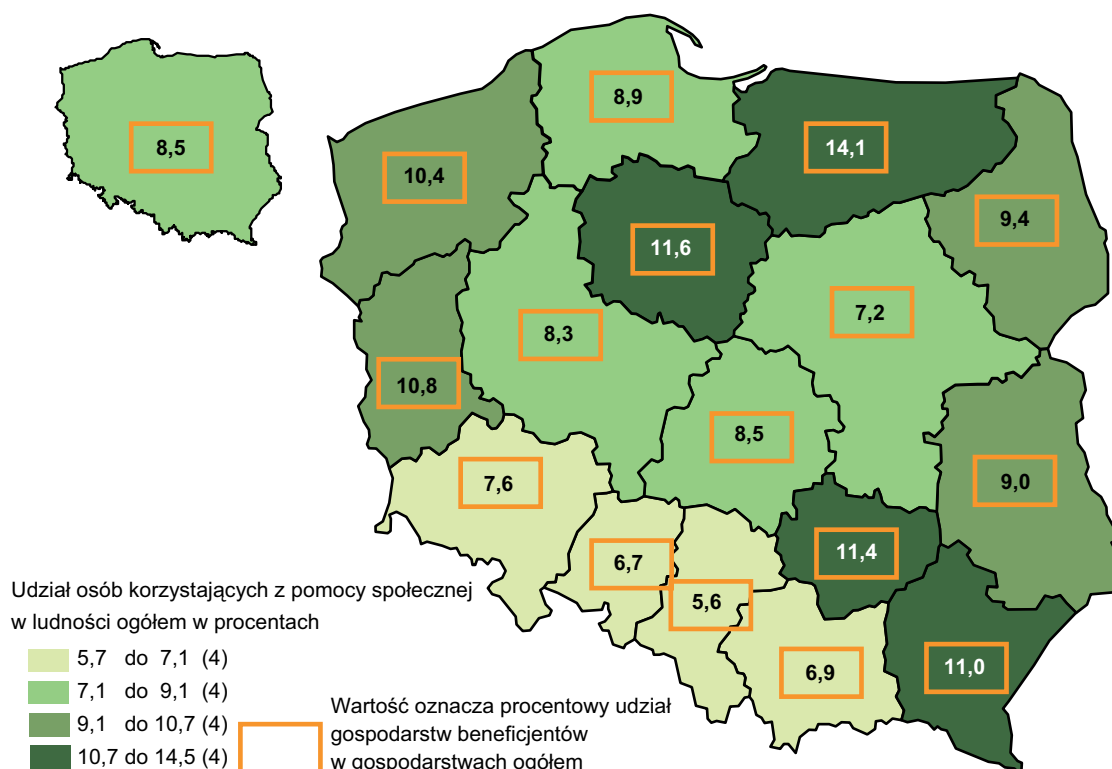 8,9
8,5
14,1
10,4
9,4
11,6
7,2
8,3
10,8
8,5
7,6
9,0
11,4
6,7
5,6
6,9
11,0
Udział osób korzystających z pomocy społecznej
w ludności ogółem w procentach
5,7 do 7,1 (4)
7,1 do 9,1 (4)
9,1 do 10,7 (4)
10,7 do 14,5 (4)
Wartość oznacza procentowy udział
gospodarstw beneficjentów
w gospodarstwach ogółem